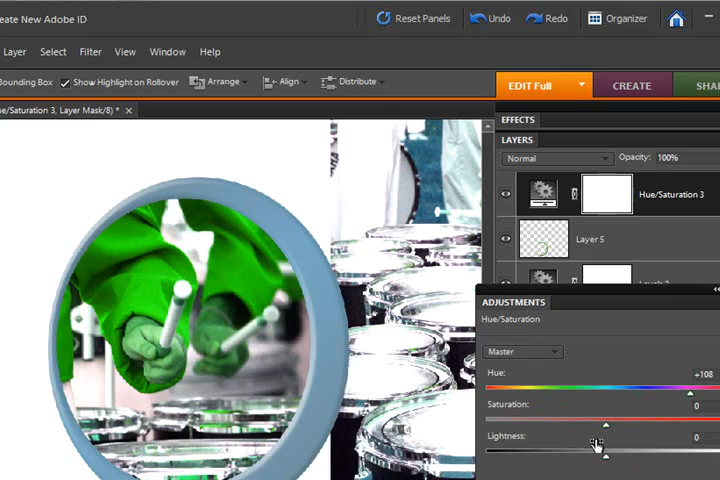 reate New Adobe ID
Reset Panels
Undo
Redo
Organizer
Layer Select Filter View Window Help
Bounding Box
Show Highlight on Rollover
Arrange
Align
Distribute
EDIT Full
CREATE
SHA
ue/Saturation 3, Layer Mask/8) *
EFFECTS
LAYERS
Normal
Opacity: 100%
Hue/Saturation 3
Layer 5
ADJUSTMENTS
Hue/Saturation
Master
Hue: +108
Saturation: 0
Lightness: 0